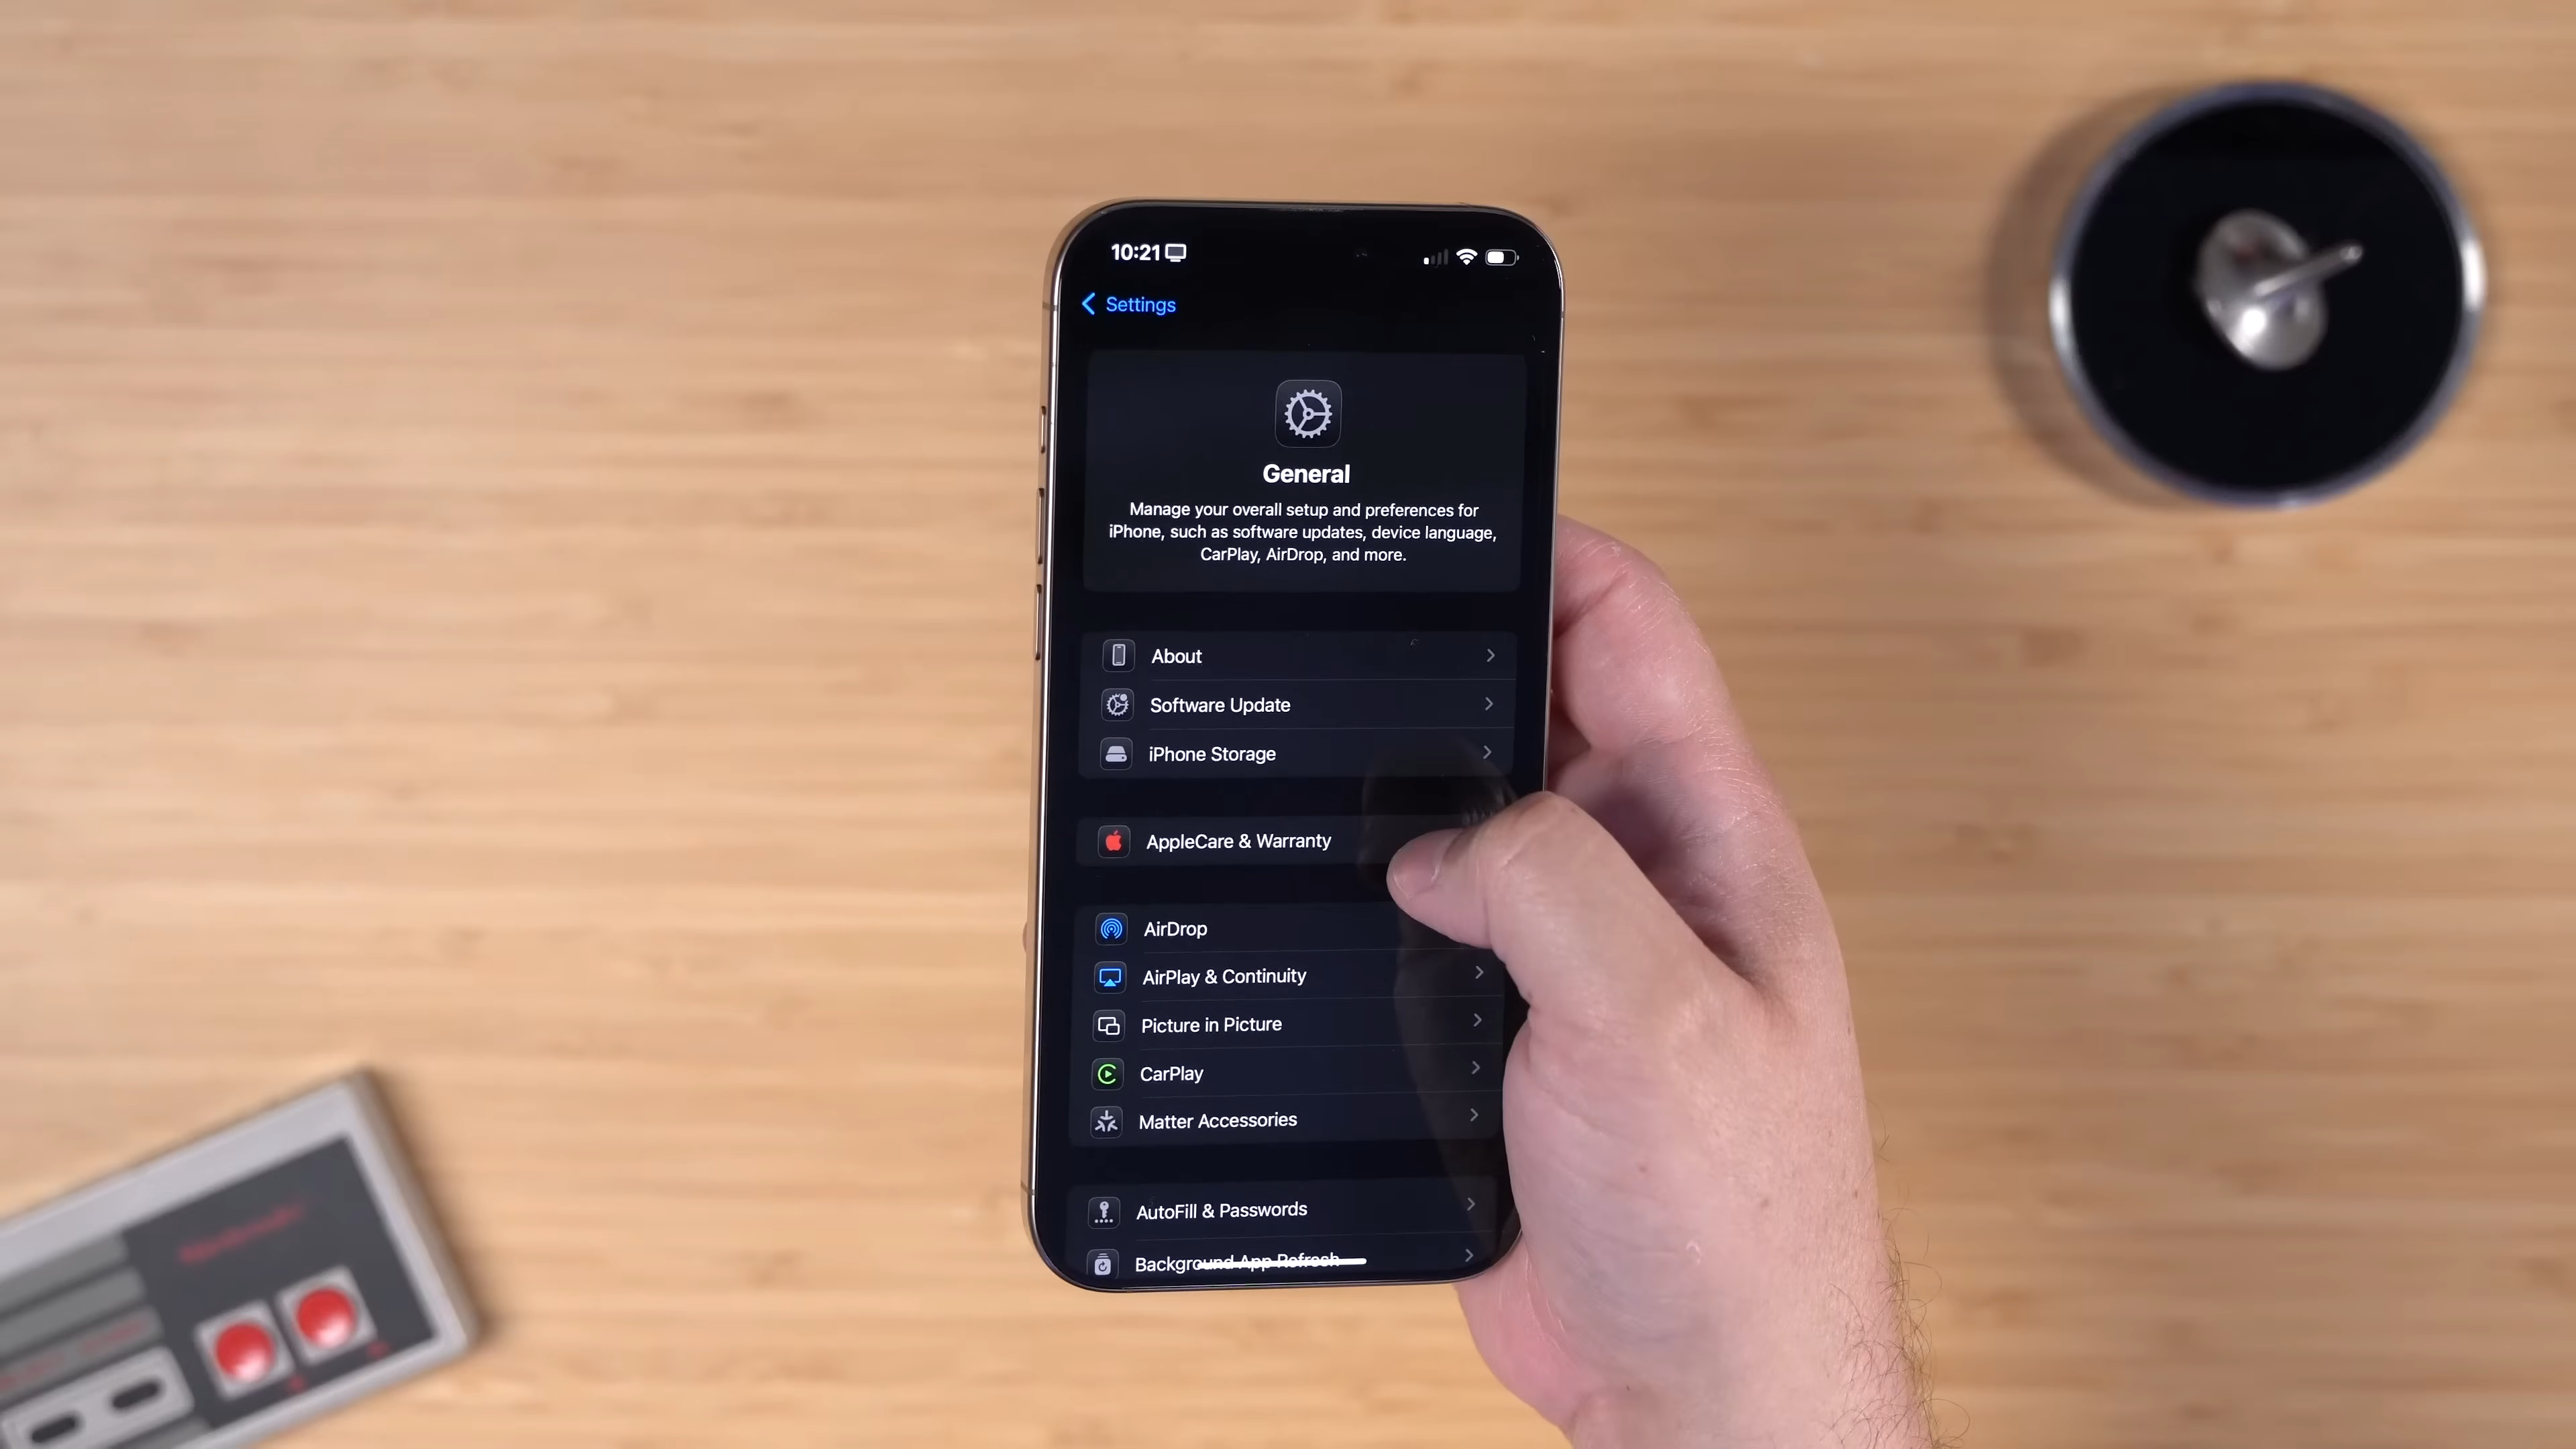 10:21
Settings
General
Manage your overall setup and preferences for
iPhone, such as software updates, device language,
CarPlay, AirDrop, and more.
About
Software Update
iPhone Storage
AppleCare & Warranty
AirDrop
AirPlay & Continuity
Picture in Picture
CarPlay
Matter Accessories
AutoFill & Passwords
Background App Refresh
Nintendo